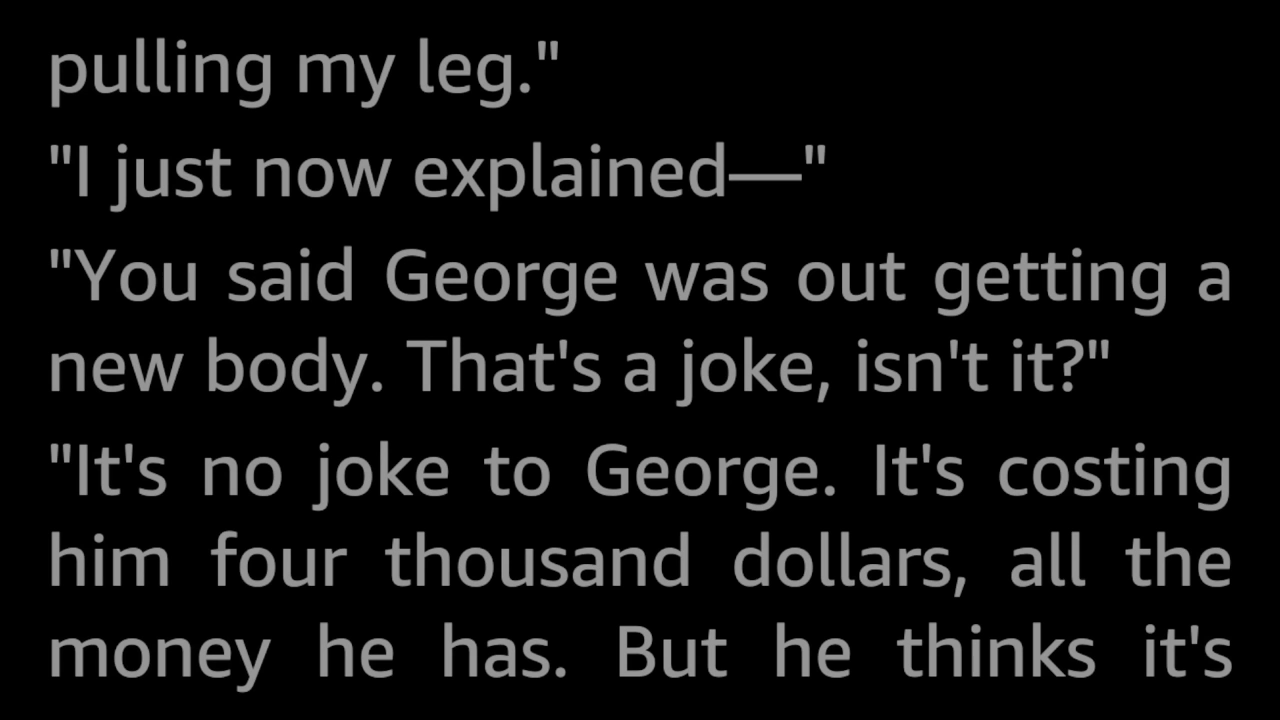 pulling my leg."
"I just now explained—"
"You said George was out getting a
new body. That's a joke, isn't it?"
"It's no joke to George. It's costing
him four thousand dollars, all the
money he has. But he thinks it's